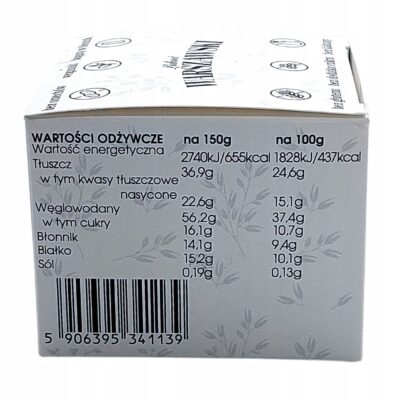 WARSZAWSKI
WARTOŚCI ODŻYWCZE na 150g na 100g
Wartość energetyczna 2740kJ/655kcal 1828kJ/437kcal
Tłuszcz 36,9g 24,6g
w tym kwasy tłuszczowe
nasycone 22,6g 15,1g
Węglowodany 56,2g 37,4g
w tym cukry 16,1g 10,7g
Błonnik 14,1g 9,4g
Białko 15,2g 10,1g
Sól 0,19g 0,13g
5 906395 341139